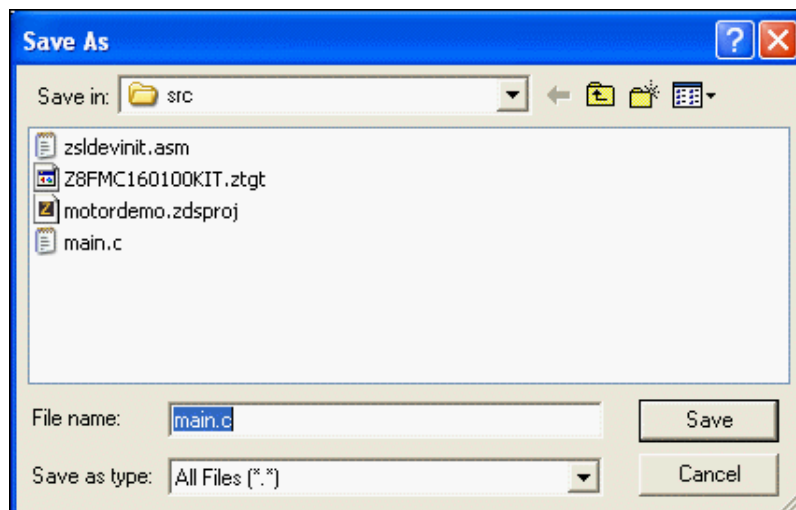 Save As
Save in: src
zsldevinit.asm
Z8FMC160100KIT.ztgt
motordemo.zdsproj
main.c
File name: main.c Save
Save as type: All Files (*.*) Cancel